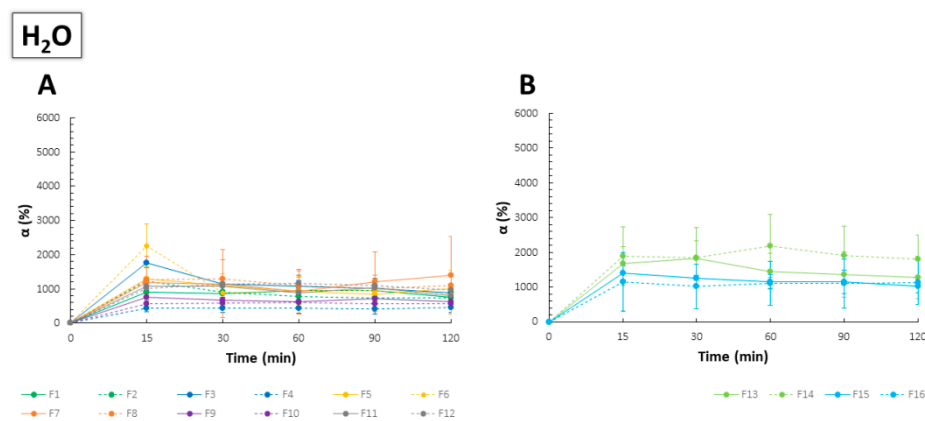 H₂O
A
B
6000
5000
4000
3000
2000
1000
0
α (%)
0 15 30 60 90 120
Time (min)
6000
5000
4000
3000
2000
1000
0
α (%)
0 15 30 60 90 120
Time (min)
F1 F2 F3 F4 F5 F6
F7 F8 F9 F10 F11 F12
F13 F14 F15 F16